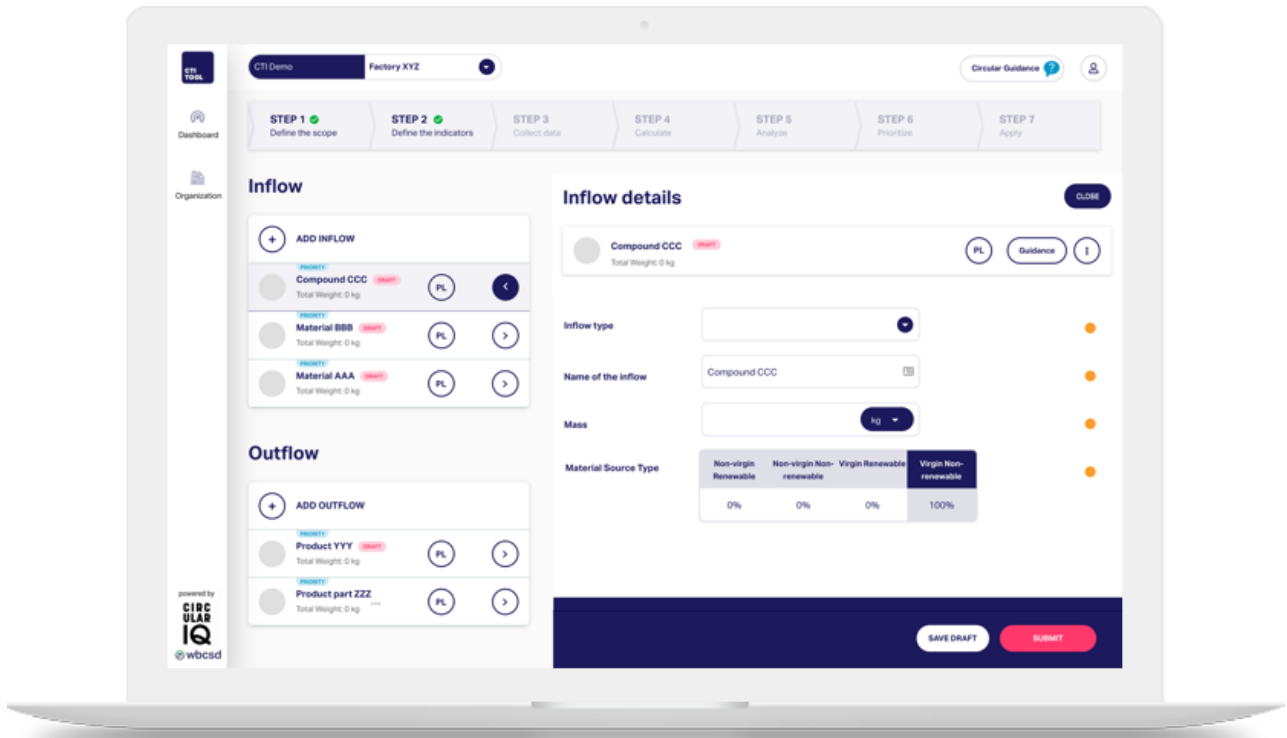 CTI
TOOL
CTI Demo
Factory XYZ
Circular Guidance ?
Dashboard
Organization
STEP 1
Define the scope
STEP 2
Define the indicators
STEP 3
Collect data
STEP 4
Calculate
STEP 5
Analyze
STEP 6
Prioritize
STEP 7
Apply
Inflow
+ ADD INFLOW
PRIORITY
Compound CCC DRAFT
Total Weight: 0 kg
PL
PRIORITY
Material BBB DRAFT
Total Weight: 0 kg
PL
PRIORITY
Material AAA DRAFT
Total Weight: 0 kg
PL
Outflow
+ ADD OUTFLOW
PRIORITY
Product YYY DRAFT
Total Weight: 0 kg
PL
PRIORITY
Product part ZZZ ...
Total Weight: 0 kg
PL
powered by
CIRC
ULAR
IQ
wbcsd
Inflow details
CLOSE
Compound CCC DRAFT
Total Weight: 0 kg
PL
Guidance
Inflow type
Name of the inflow
Compound CCC
Mass
kg
Material Source Type
Non-virgin
Renewable
Non-virgin Non-
renewable
Virgin Renewable
Virgin Non-
renewable
0%
0%
0%
100%
SAVE DRAFT
SUBMIT